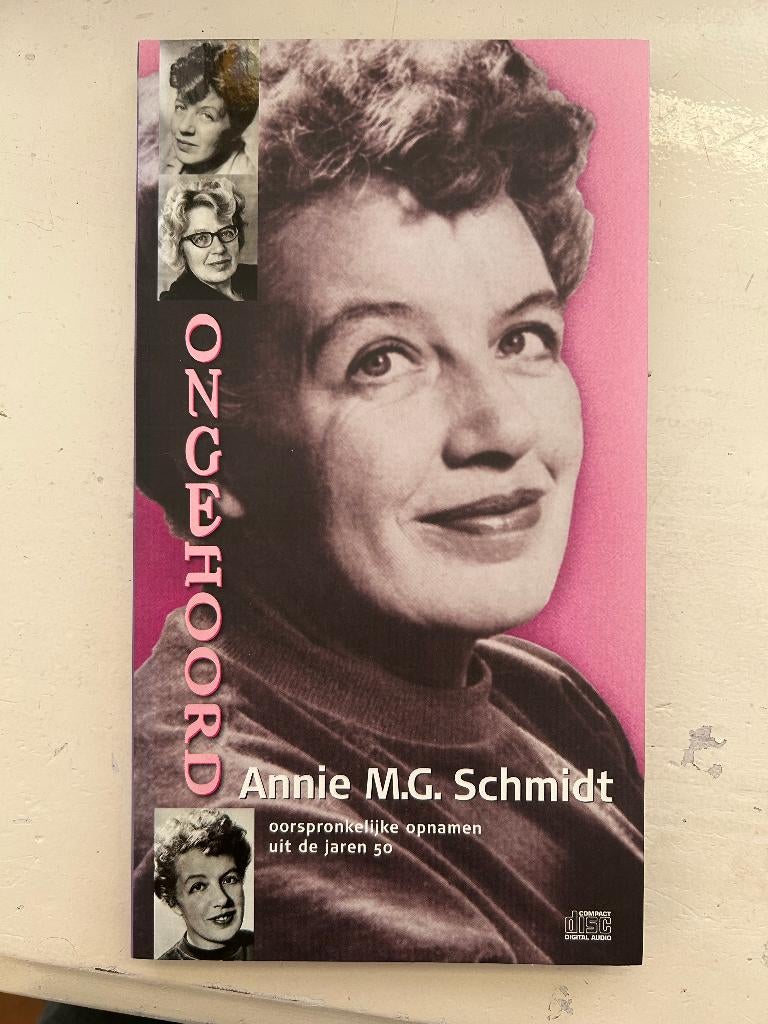 ONGEHOORD
Annie M.G. Schmidt
oorspronkelijke opnamen
uit de jaren 50
COMPACT
disc
DIGITAL AUDIO